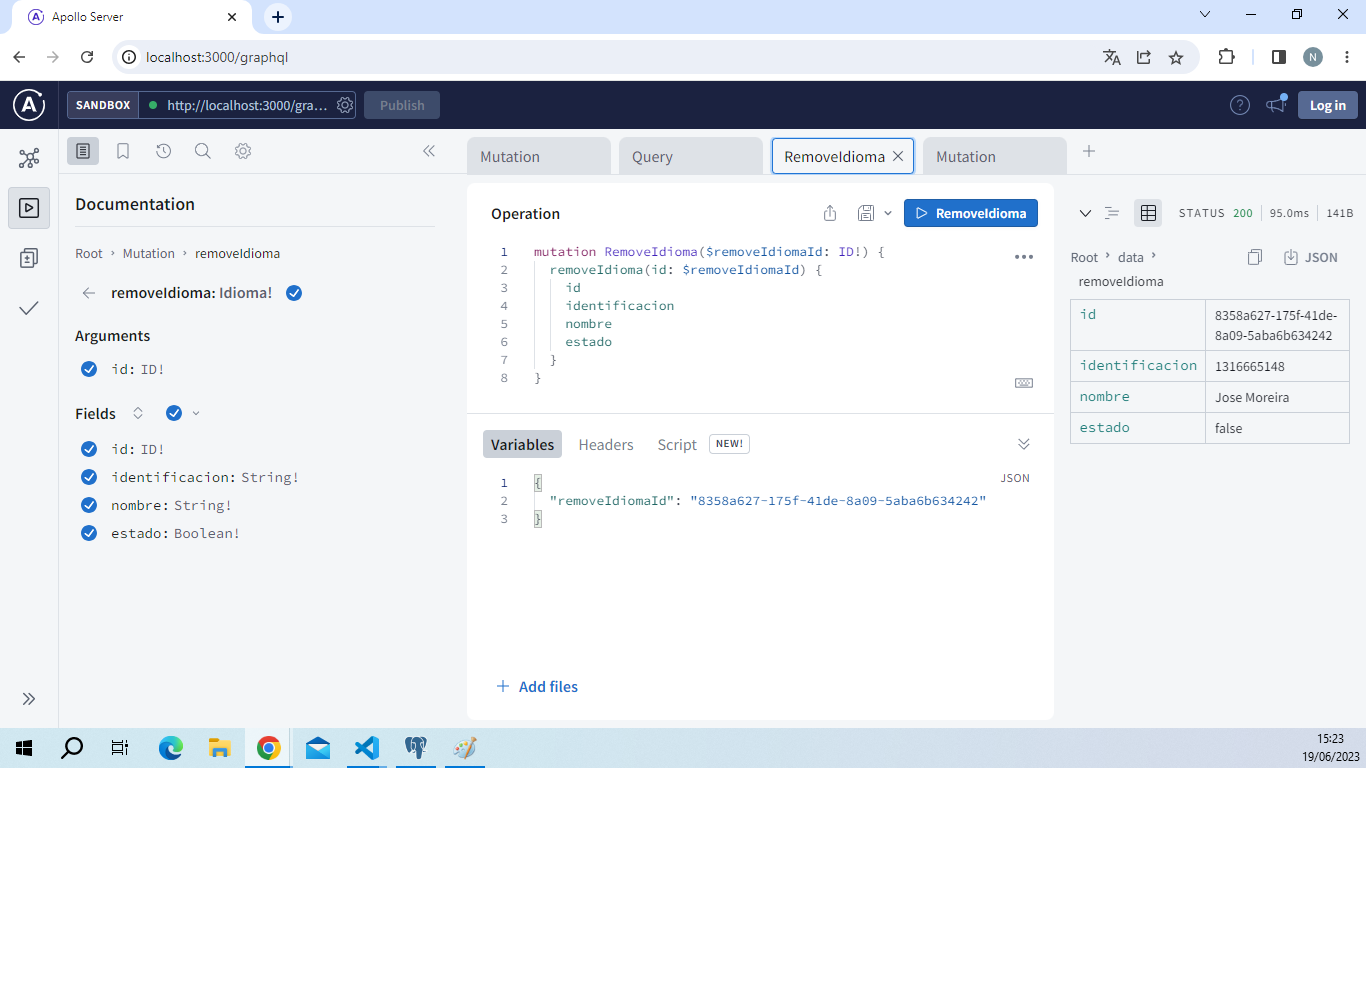 Apollo Server
localhost:3000/graphql
N
A
SANDBOX
http://localhost:3000/gra...
Publish
Log in
Mutation
Query
RemoveIdioma
Mutation
Documentation
Root › Mutation › removeIdioma
removeIdioma: Idioma!
Arguments
id: ID!
Fields
id: ID!
identificacion: String!
nombre: String!
estado: Boolean!
Operation
RemoveIdioma
1 mutation RemoveIdioma($removeIdiomaId: ID!) {
2 removeIdioma(id: $removeIdiomaId) {
3 id
4 identificacion
5 nombre
6 estado
7 }
8 }
Variables Headers Script NEW!
JSON
1 {
2 "removeIdiomaId": "8358a627-175f-41de-8a09-5aba6b634242"
3 }
+ Add files
STATUS 200 95.0ms 141B
Root › data ›
JSON
removeIdioma
id 8358a627-175f-41de-
8a09-5aba6b634242
identificacion 1316665148
nombre Jose Moreira
estado false
15:23
19/06/2023